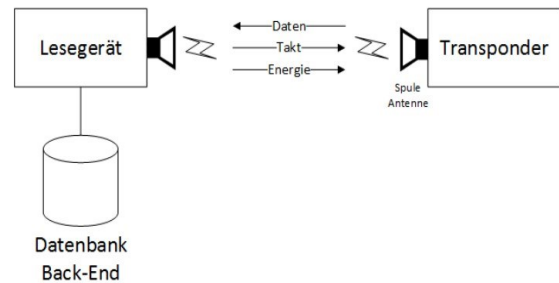 Lesegerät
Daten
Takt
Energie
Transponder
Spule
Antenne
Datenbank
Back-End